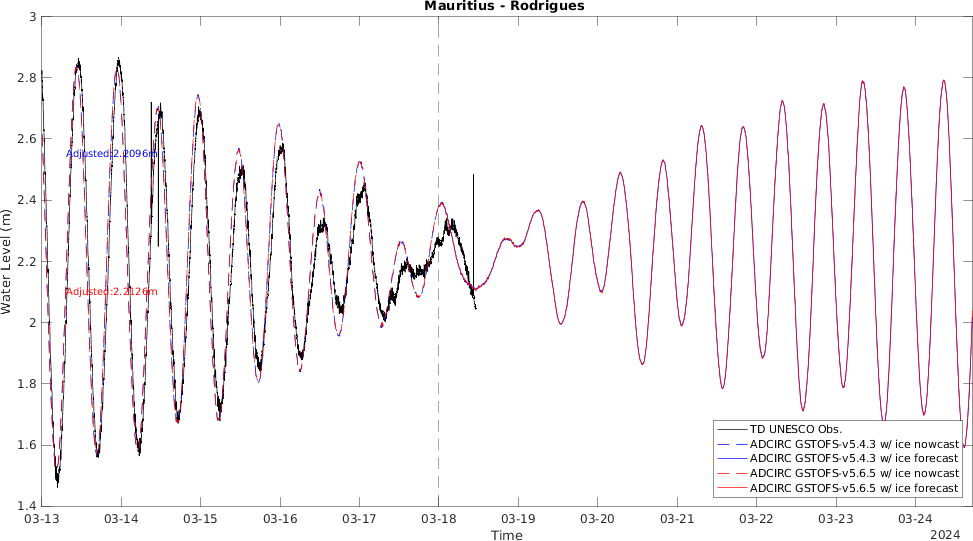 Mauritius - Rodrigues
3
2.8
2.6
2.4
2.2
2
1.8
1.6
1.4
Water Level (m)
Adjusted:2.2096m
Adjusted:2.2126m
TD UNESCO Obs.
ADCIRC GSTOFS-v5.4.3 w/ ice nowcast
ADCIRC GSTOFS-v5.4.3 w/ ice forecast
ADCIRC GSTOFS-v5.6.5 w/ ice nowcast
ADCIRC GSTOFS-v5.6.5 w/ ice forecast
03-13 03-14 03-15 03-16 03-17 03-18 03-19 03-20 03-21 03-22 03-23 03-24
Time
2024